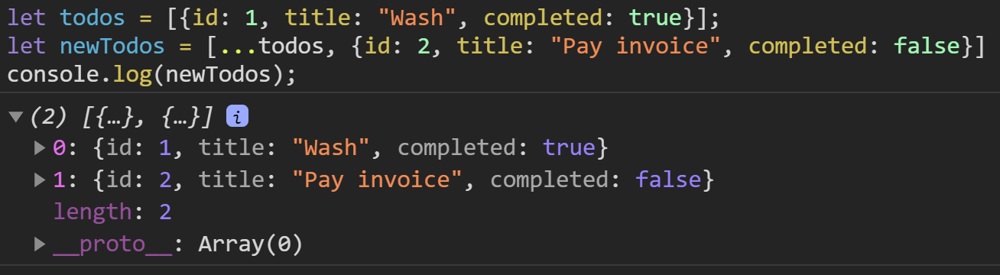 let todos = [{id: 1, title: "Wash", completed: true}];
let newTodos = [...todos, {id: 2, title: "Pay invoice", completed: false}]
console.log(newTodos);
(2) [{…}, {…}] i
0: {id: 1, title: "Wash", completed: true}
1: {id: 2, title: "Pay invoice", completed: false}
length: 2
__proto__: Array(0)